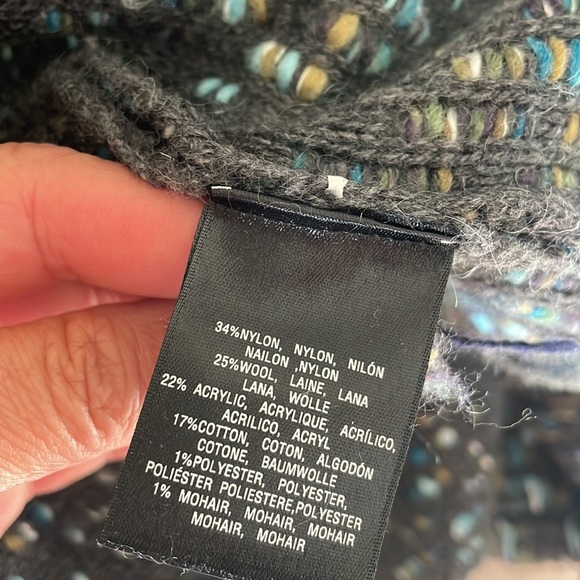 34%NYLON, NYLON, NILÓN
NAILON ,NYLON
25%WOOL, LAINE, LANA
LANA, WOLLE
22% ACRYLIC, ACRYLIQUE, ACRÍLICO,
ACRILICO, ACRYL
17%COTTON, COTON, ALGODÓN
COTONE, BAUMWOLLE
1%POLYESTER, POLYESTER,
POLIÉSTER POLIESTERE,POLYESTER
1% MOHAIR, MOHAIR, MOHAIR
MOHAIR, MOHAIR